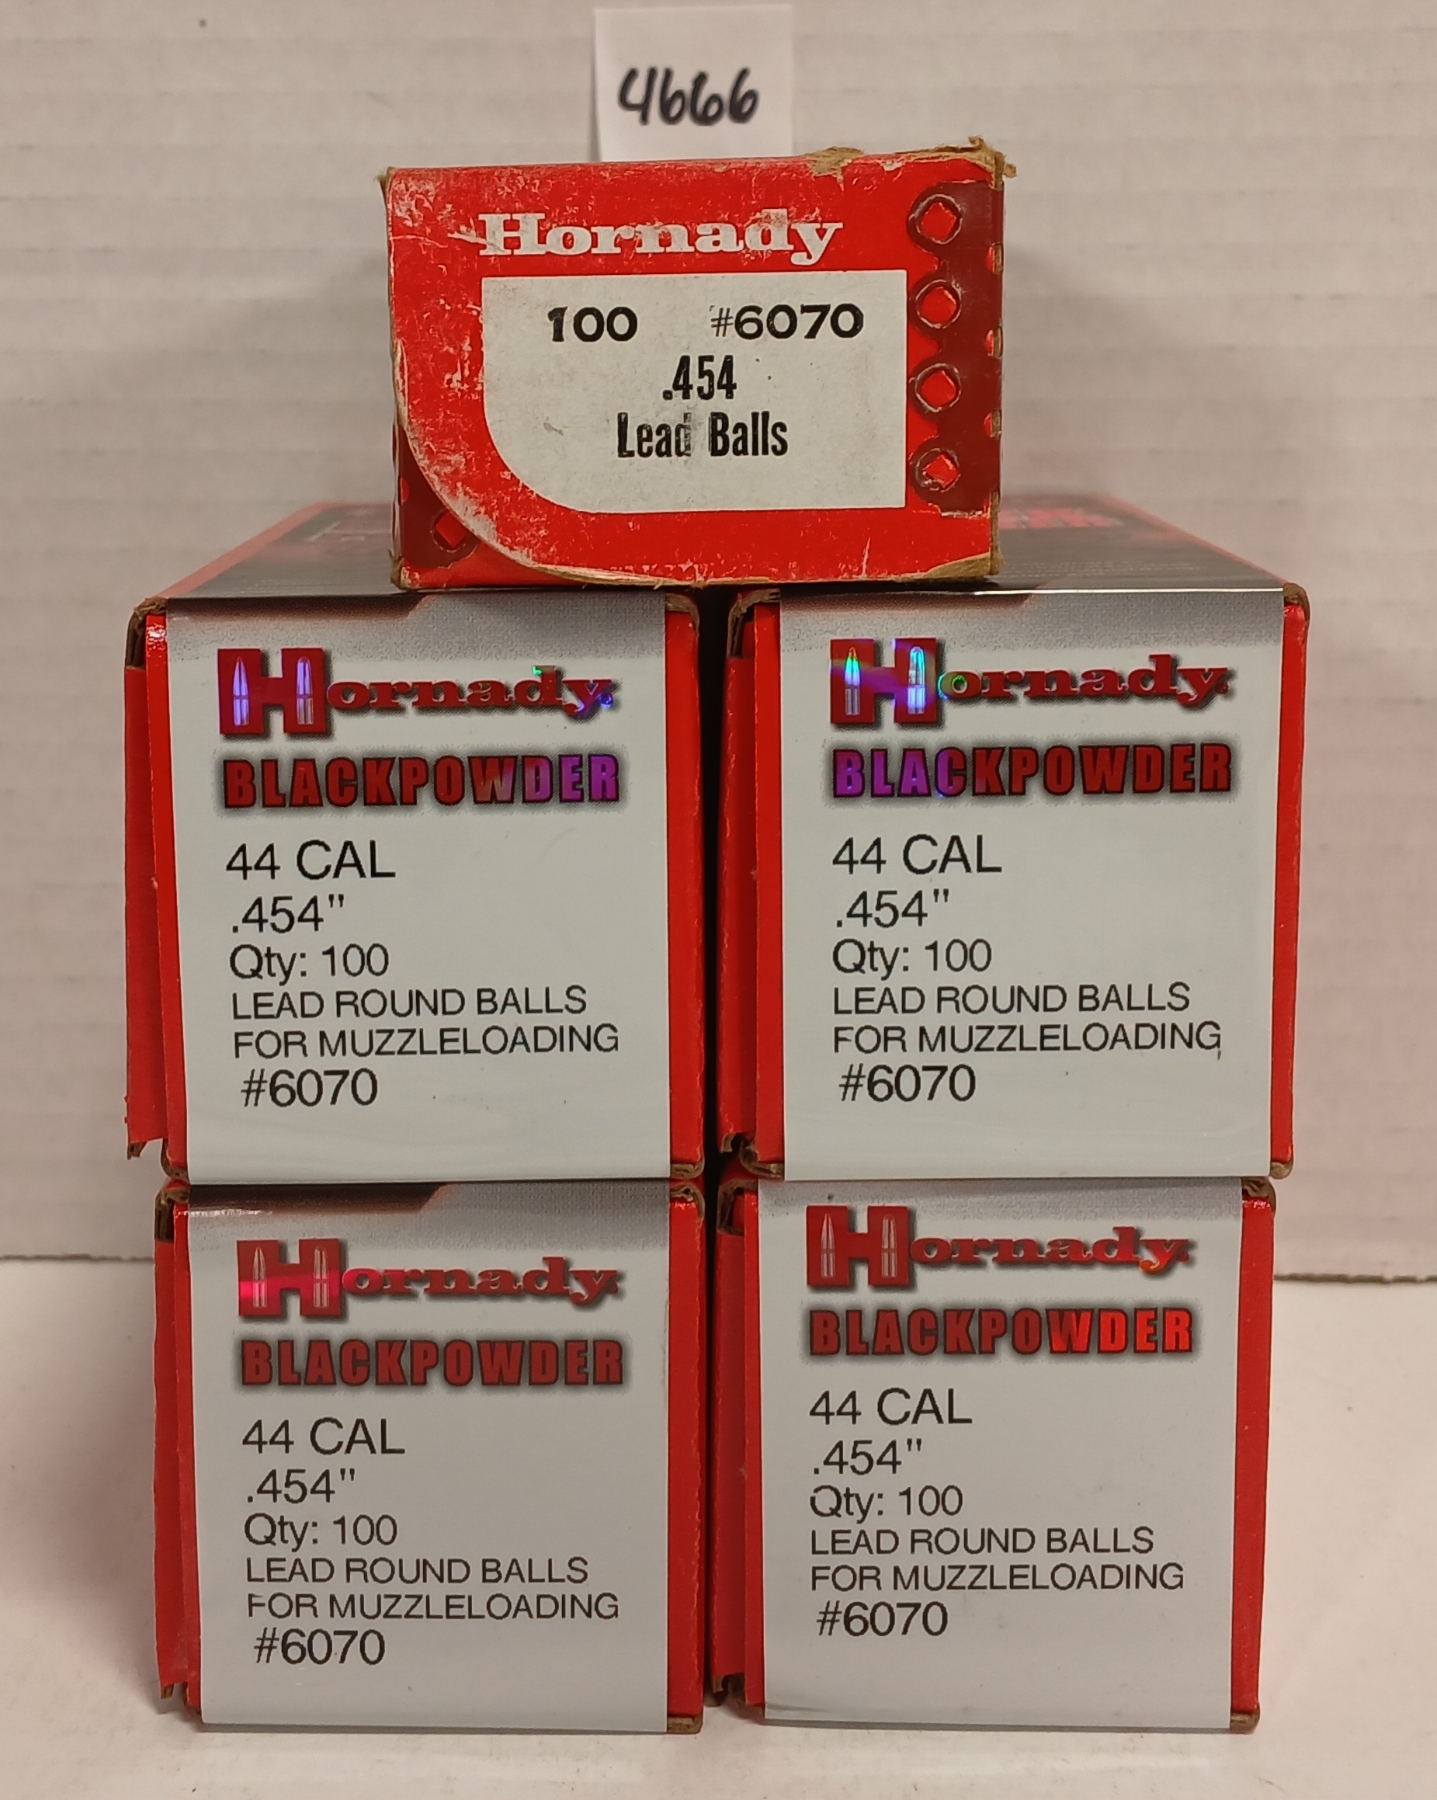 4666
Hornady
100 #6070
.454
Lead Balls
Hornady
BLACKPOWDER
44 CAL
.454"
Qty: 100
LEAD ROUND BALLS
FOR MUZZLELOADING
#6070
Hornady
BLACKPOWDER
44 CAL
.454"
Qty: 100
LEAD ROUND BALLS
FOR MUZZLELOADING
#6070
Hornady
BLACKPOWDER
44 CAL
.454"
Qty: 100
LEAD ROUND BALLS
FOR MUZZLELOADING
#6070
Hornady
BLACKPOWDER
44 CAL
.454"
Qty: 100
LEAD ROUND BALLS
FOR MUZZLELOADING
#6070